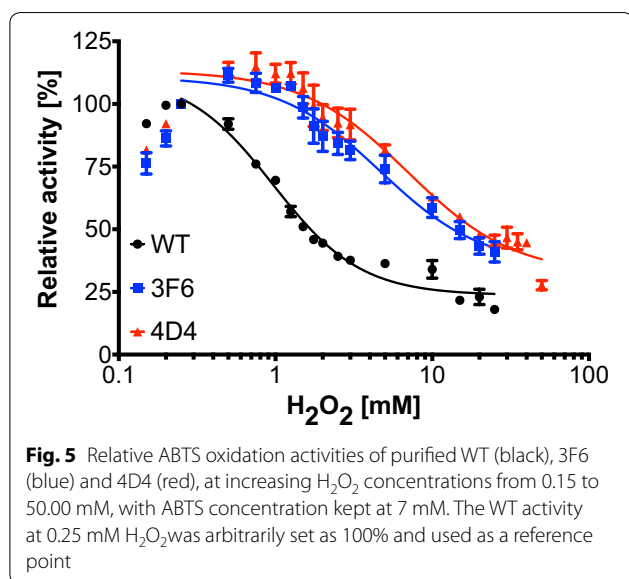 125
100
75
50
25
0
Relative activity [%]
WT
3F6
4D4
0.1 1 10 100
H₂O₂ [mM]
Fig. 5 Relative ABTS oxidation activities of purified WT (black), 3F6
(blue) and 4D4 (red), at increasing H₂O₂ concentrations from 0.15 to
50.00 mM, with ABTS concentration kept at 7 mM. The WT activity
at 0.25 mM H₂O₂was arbitrarily set as 100% and used as a reference
point